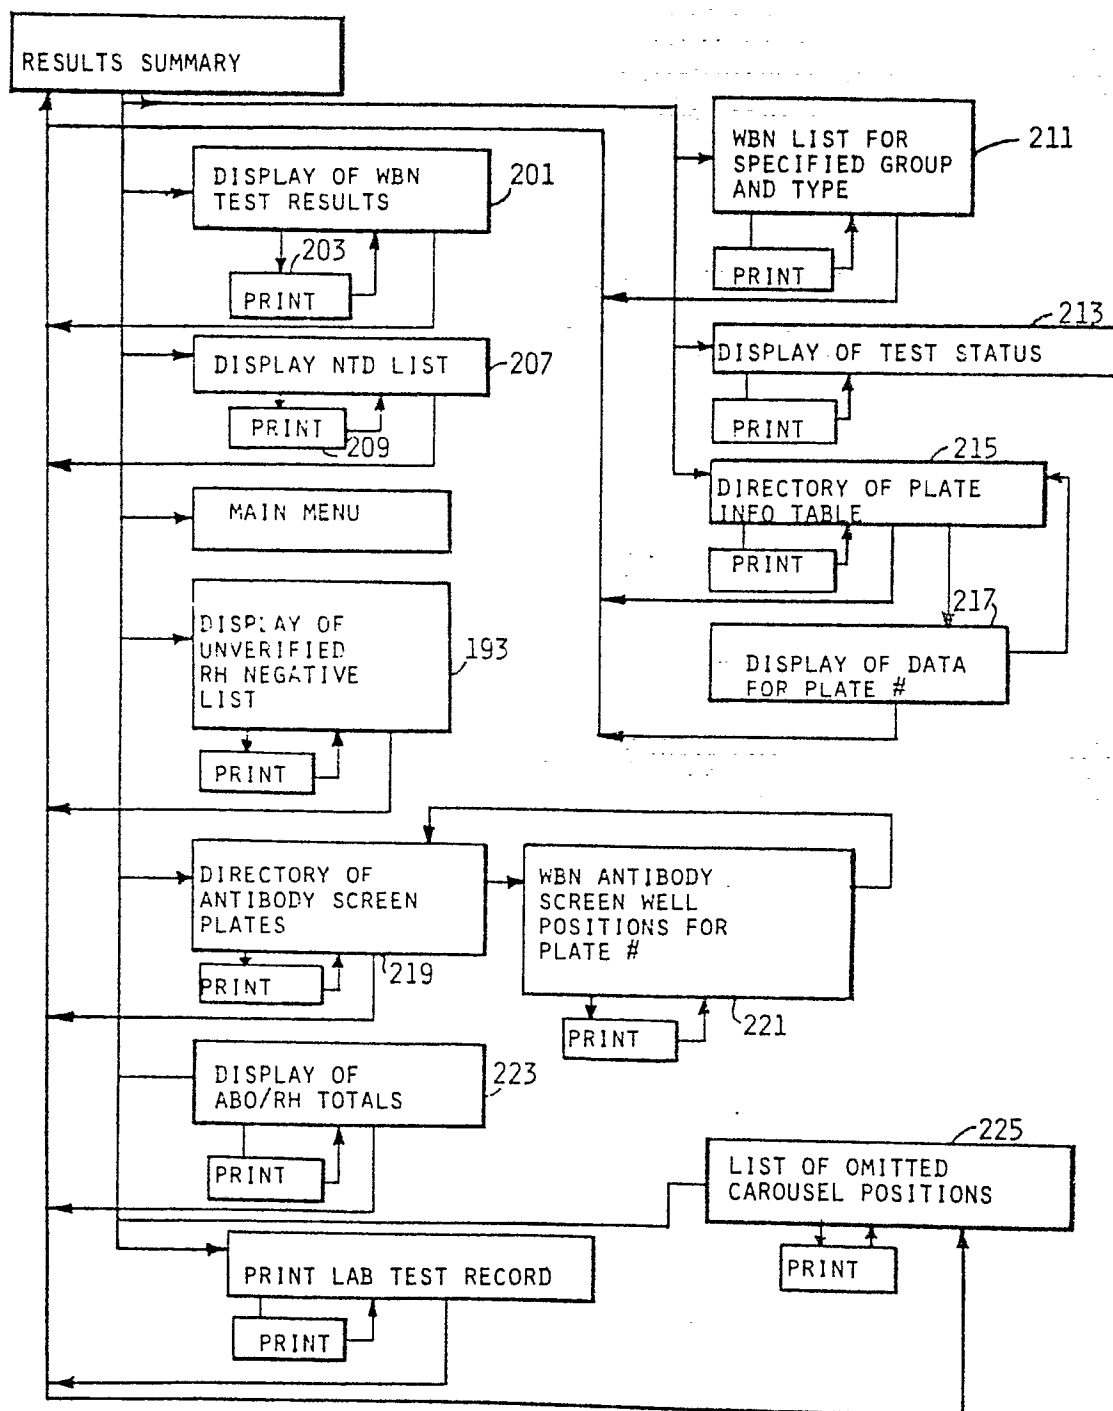 RESULTS SUMMARY
DISPLAY OF WBN
TEST RESULTS
201
203
PRINT
DISPLAY NTD LIST
207
PRINT
209
MAIN MENU
DISPLAY OF
UNVERIFIED
RH NEGATIVE
LIST
193
PRINT
DIRECTORY OF
ANTIBODY SCREEN
PLATES
219
PRINT
WBN ANTIBODY
SCREEN WELL
POSITIONS FOR
PLATE #
221
PRINT
DISPLAY OF
ABO/RH TOTALS
223
PRINT
PRINT LAB TEST RECORD
PRINT
WBN LIST FOR
SPECIFIED GROUP
AND TYPE
211
PRINT
213
DISPLAY OF TEST STATUS
PRINT
215
DIRECTORY OF PLATE
INFO TABLE
PRINT
217
DISPLAY OF DATA
FOR PLATE #
225
LIST OF OMITTED
CAROUSEL POSITIONS
PRINT